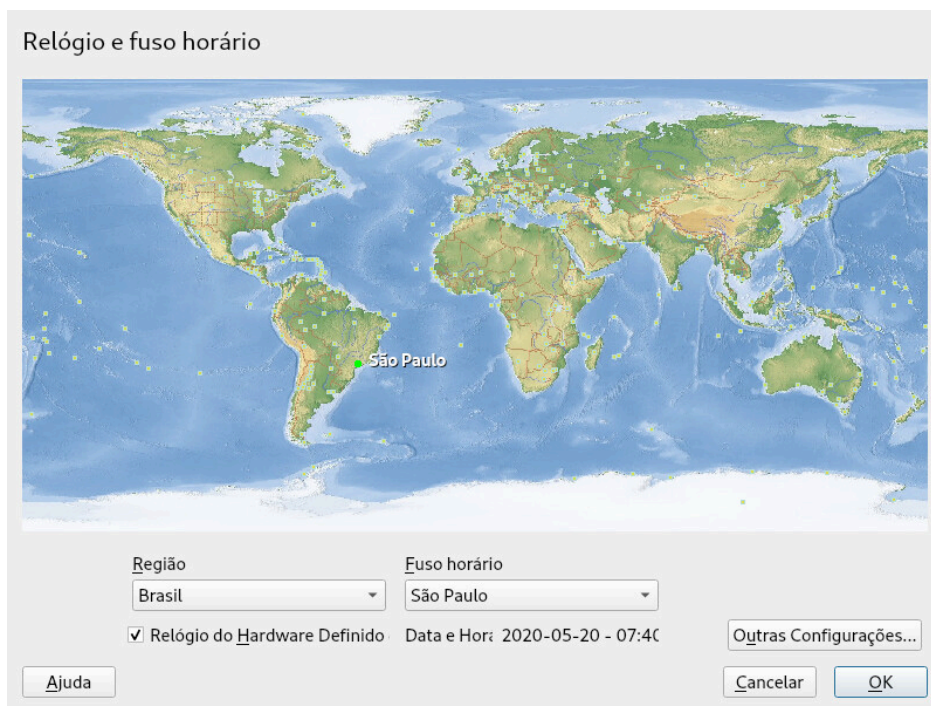 Relógio e fuso horário
São Paulo
Região
Fuso horário
Brasil
São Paulo
Relógio do Hardware Definido
Data e Hora 2020-05-20 - 07:40
Outras Configurações...
Ajuda
Cancelar
OK